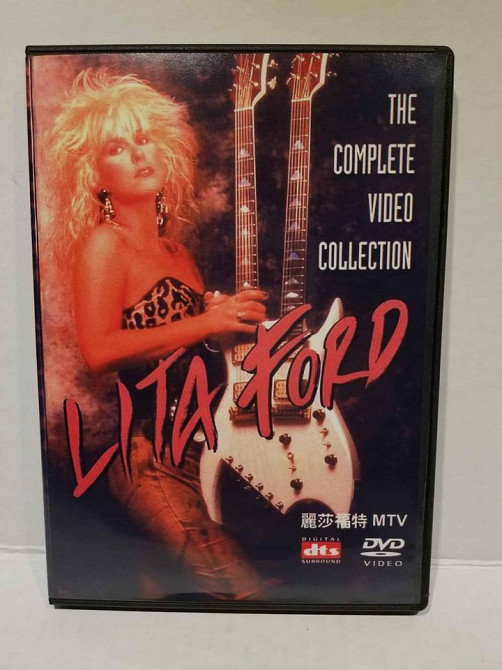 THE
COMPLETE
VIDEO
COLLECTION
LITA FORD
麗莎福特 MTV
DIGITAL
dts
SURROUND
DVD
VIDEO